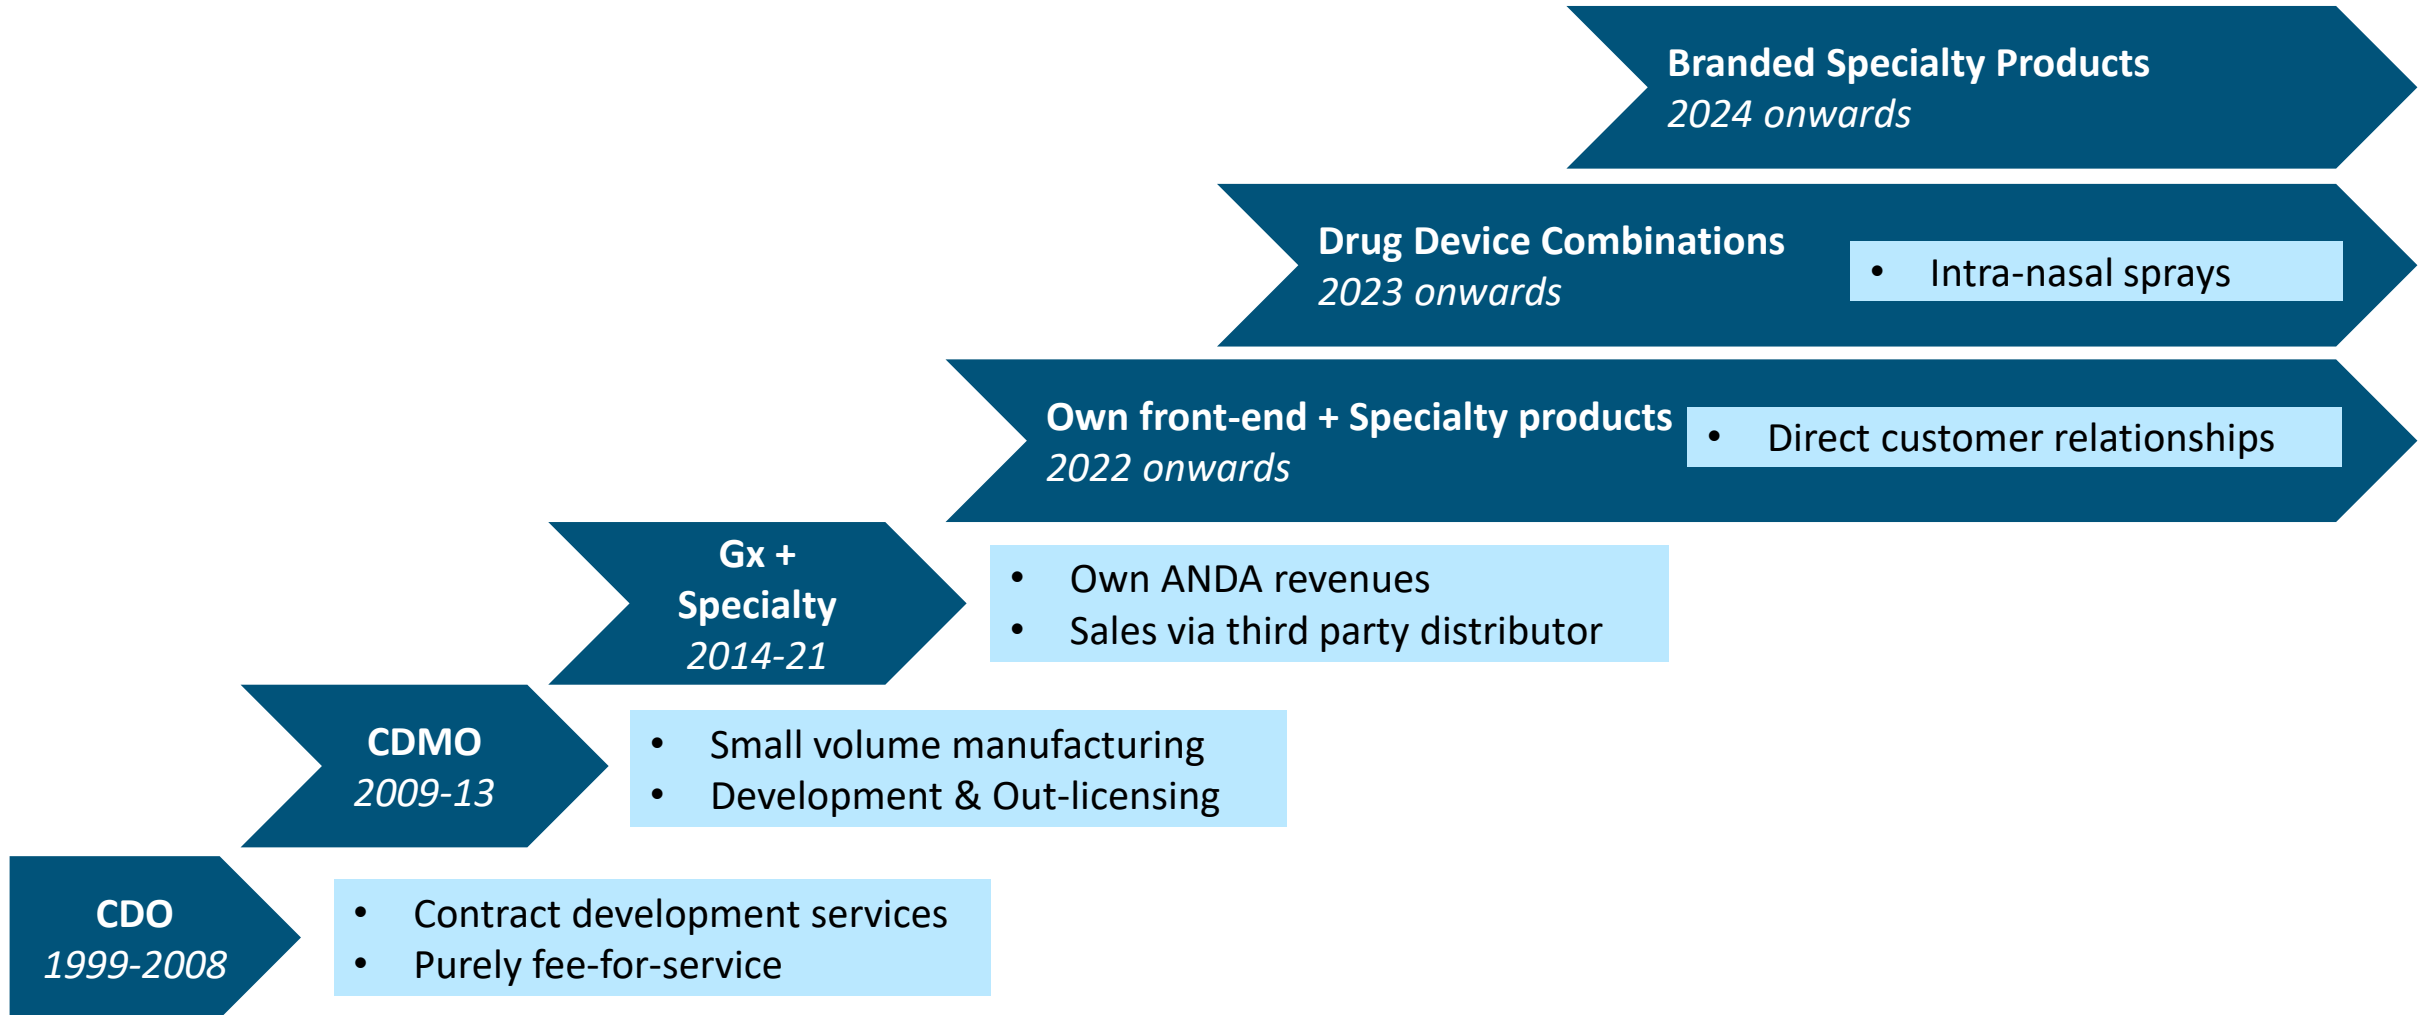 Branded Specialty Products
2024 onwards
Drug Device Combinations
2023 onwards
• Intra-nasal sprays
Own front-end + Specialty products
2022 onwards
• Direct customer relationships
Gx +
Specialty
2014-21
• Own ANDA revenues
• Sales via third party distributor
CDMO
2009-13
• Small volume manufacturing
• Development & Out-licensing
CDO
1999-2008
• Contract development services
• Purely fee-for-service